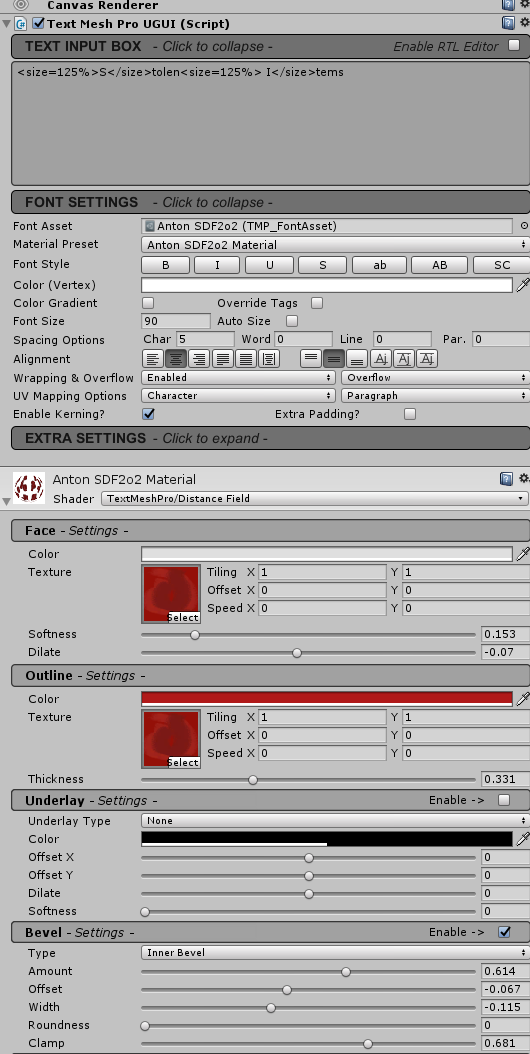 Canvas Renderer
Text Mesh Pro UGUI (Script)
TEXT INPUT BOX - Click to collapse - Enable RTL Editor
<size=125%>S</size>tolen<size=125%> I</size>tems
FONT SETTINGS - Click to collapse -
Font Asset Anton SDF2o2 (TMP_FontAsset)
Material Preset Anton SDF2o2 Material
Font Style B I U S ab AB SC
Color (Vertex)
Color Gradient Override Tags
Font Size 90 Auto Size
Spacing Options Char 5 Word 0 Line 0 Par. 0
Alignment Aj Aj Aj
Wrapping & Overflow Enabled Overflow
UV Mapping Options Character Paragraph
Enable Kerning? Extra Padding?
EXTRA SETTINGS - Click to expand -
Anton SDF2o2 Material
Shader TextMeshPro/Distance Field
Face - Settings -
Color
Texture Tiling X 1 Y 1
Offset X 0 Y 0
Speed X 0 Y 0
Select
Softness 0.153
Dilate -0.07
Outline - Settings -
Color
Texture Tiling X 1 Y 1
Offset X 0 Y 0
Speed X 0 Y 0
Select
Thickness 0.331
Underlay - Settings - Enable ->
Underlay Type None
Color
Offset X 0
Offset Y 0
Dilate 0
Softness 0
Bevel - Settings - Enable ->
Type Inner Bevel
Amount 0.614
Offset -0.067
Width -0.115
Roundness 0
Clamp 0.681